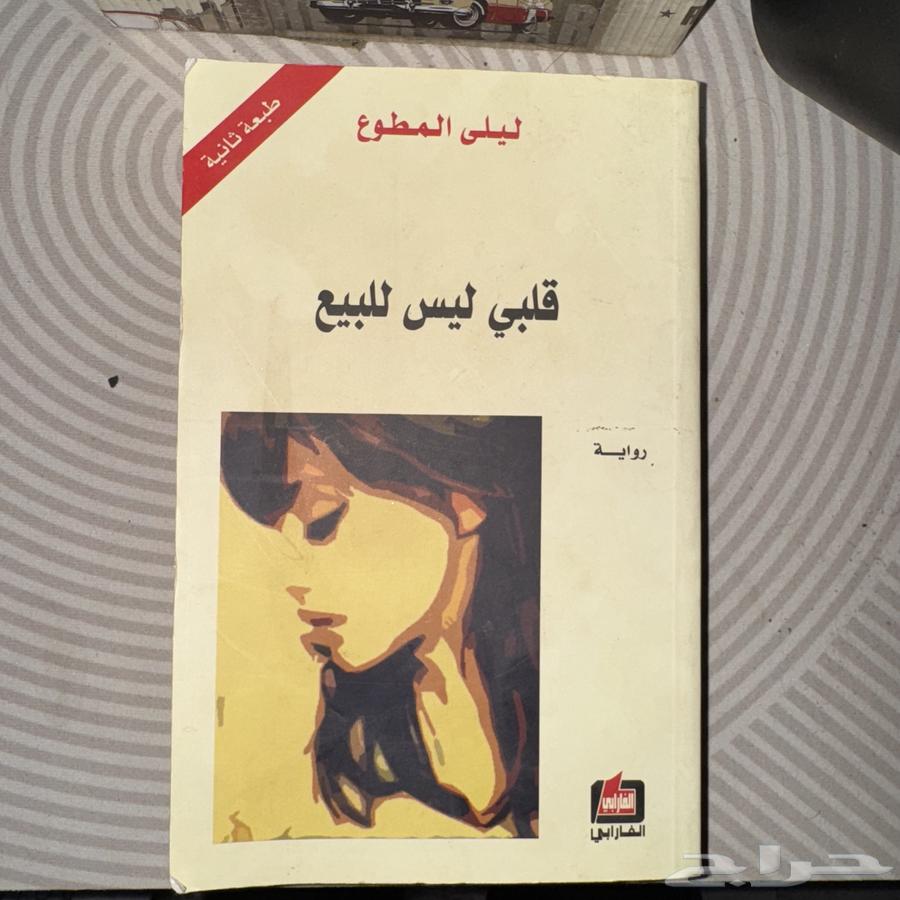 طبعة ثانية
ليلى المطوع
قلبي ليس للبيع
رواية
الفارابي
الفارابي
حراج